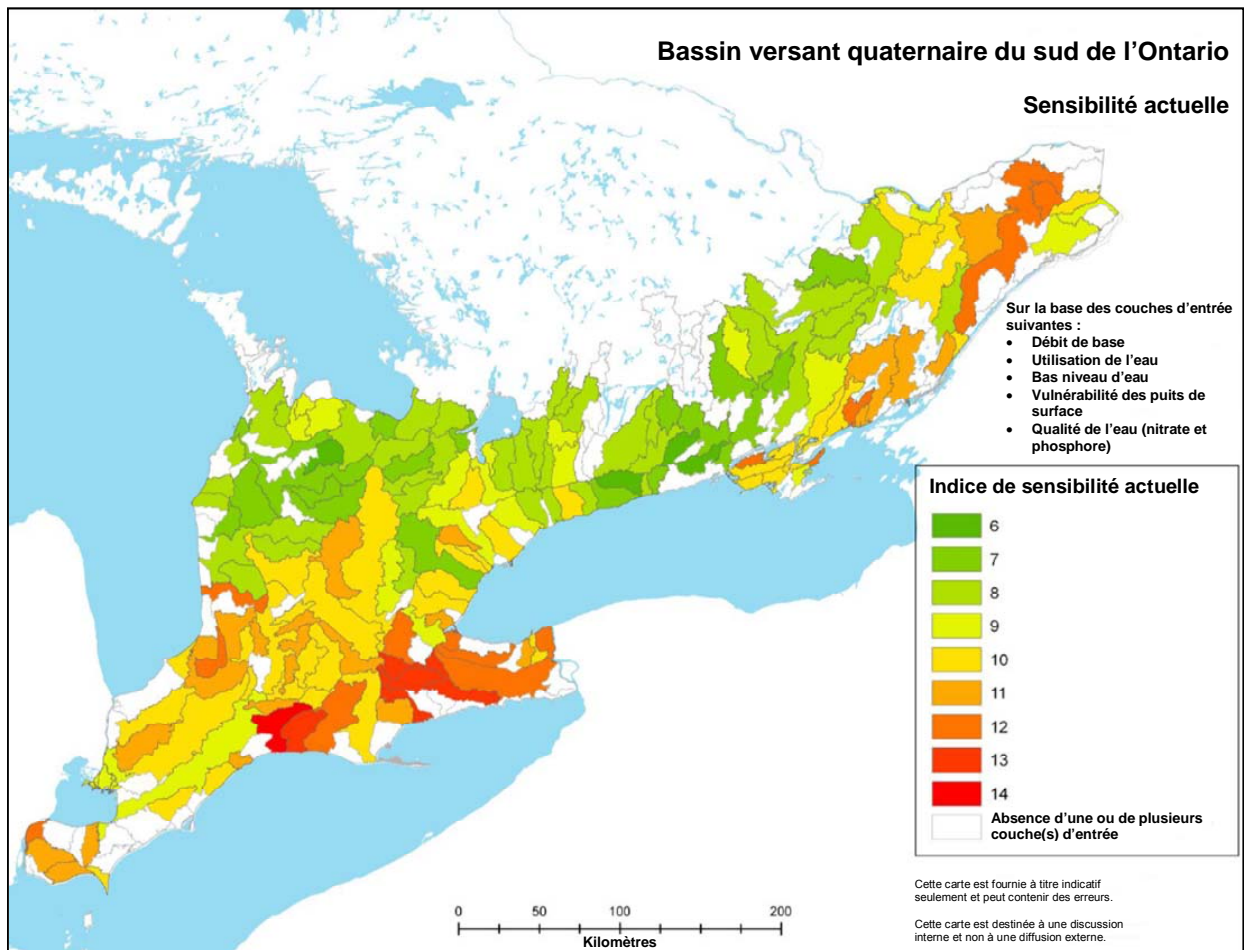 Bassin versant quaternaire du sud de l’Ontario
Sensibilité actuelle
Sur la base des couches d’entrée
suivantes :
• Débit de base
• Utilisation de l’eau
• Bas niveau d’eau
• Vulnérabilité des puits de
surface
• Qualité de l’eau (nitrate et
phosphore)
Indice de sensibilité actuelle
6
7
8
9
10
11
12
13
14
Absence d’une ou de plusieurs
couche(s) d’entrée
Cette carte est fournie à titre indicatif
seulement et peut contenir des erreurs.
Cette carte est destinée à une discussion
interne et non à une diffusion externe.
0 50 100 200
Kilomètres